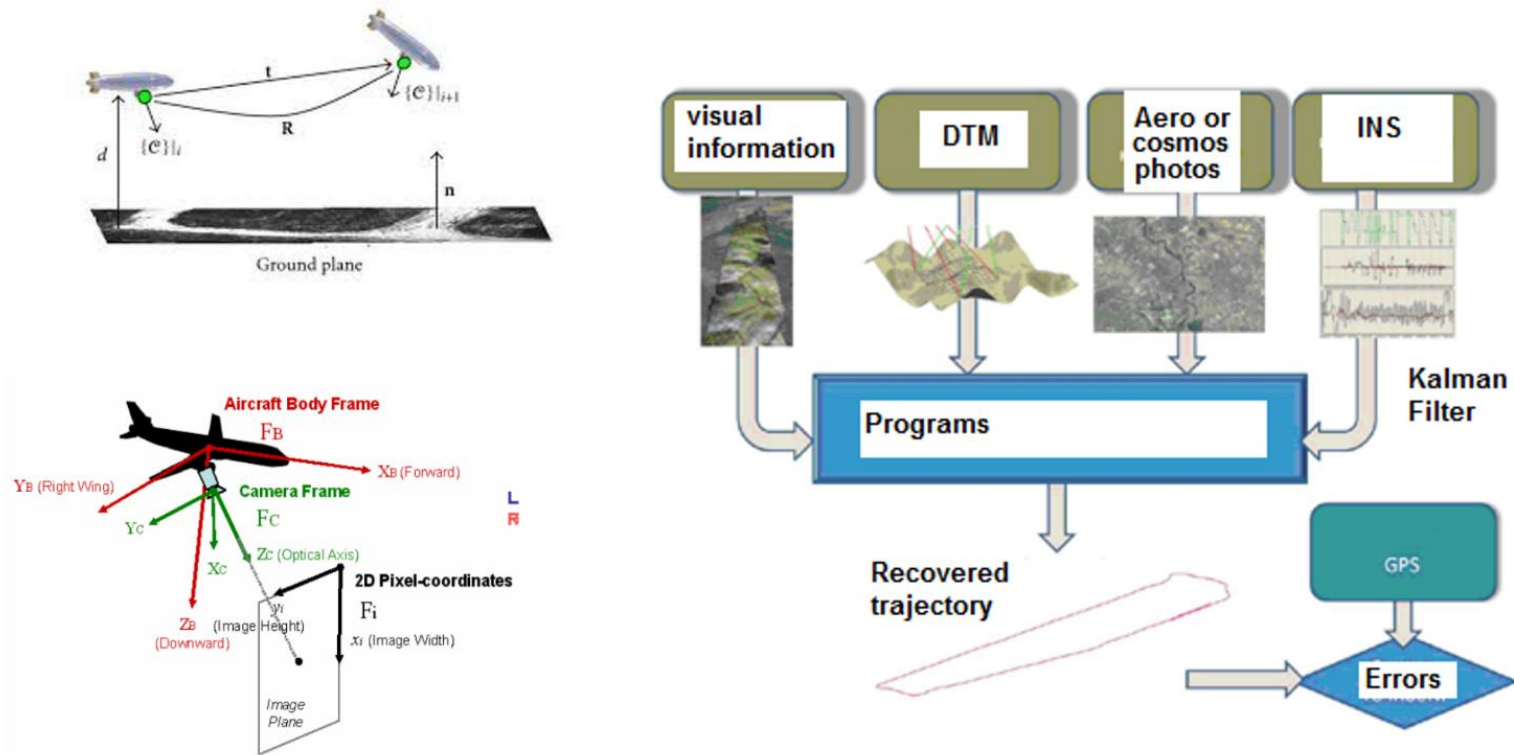 t
{C}|i+1
R
{C}|i
d
n
Ground plane
Aircraft Body Frame
FB
XB (Forward)
YB (Right Wing)
Camera Frame
FC
YC
XC
ZC (Optical Axis)
2D Pixel-coordinates
Fi
yi
(Image Height)
xi (Image Width)
ZB
(Downward)
Image
Plane
L
R
visual
information
DTM
Aero or
cosmos
photos
INS
Kalman
Filter
Programs
Recovered
trajectory
GPS
Errors